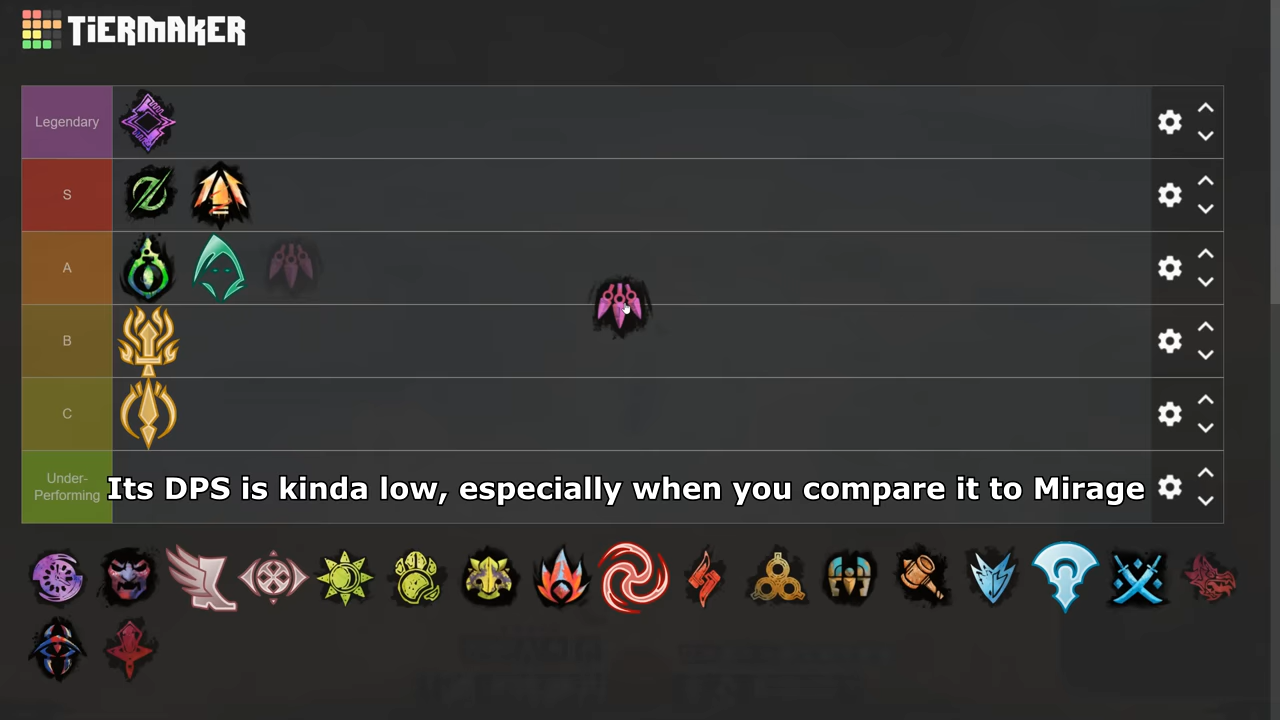 TIERMAKER
Legendary
S
A
B
C
Under-
Performing
Its DPS is kinda low, especially when you compare it to Mirage